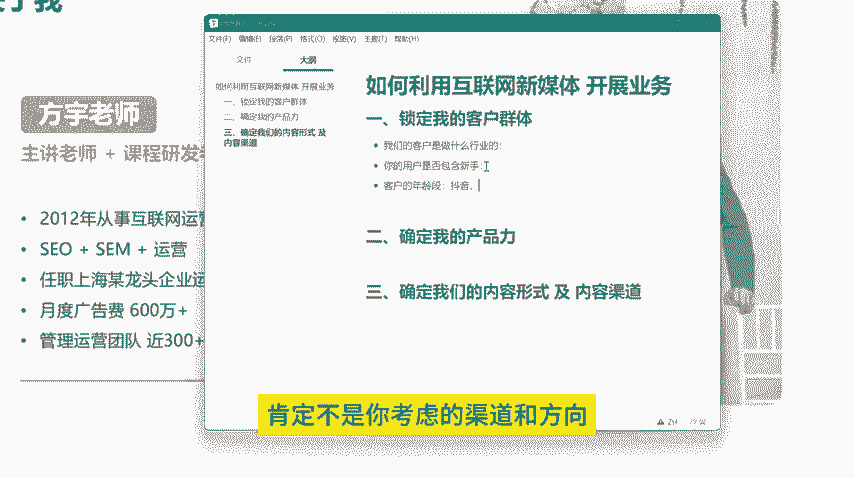 关于我
方宇老师
主讲老师 + 课程研发
• 2012年从事互联网运营
• SEO + SEM + 运营
• 任职上海某龙头企业运
• 月度广告费 600万+
• 管理运营团队 近300+
文件(F) 编辑(E) 段落(P) 格式(O) 视图(V) 主题(T) 帮助(H)
文件 大纲
如何利用互联网新媒体 开展业务
一、锁定我的客户群体
二、确定我的产品力
三、确定我们的内容形式 及
内容渠道
如何利用互联网新媒体 开展业务
一、锁定我的客户群体
• 我们的客户是做什么行业的：
• 你的用户是否包含新手：
• 客户的年龄段：抖音、
二、确定我的产品力
三、确定我们的内容形式 及 内容渠道
肯定不是你考虑的渠道和方向